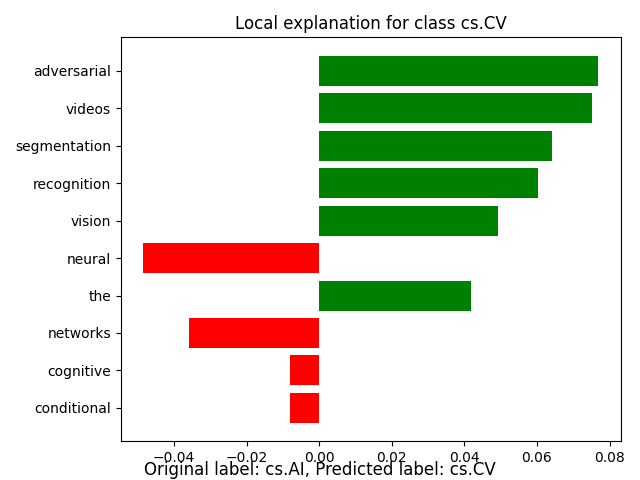 Local explanation for class cs.CV
adversarial
videos
segmentation
recognition
vision
neural
the
networks
cognitive
conditional
−0.04 −0.02 0.00 0.02 0.04 0.06 0.08
Original label: cs.AI, Predicted label: cs.CV